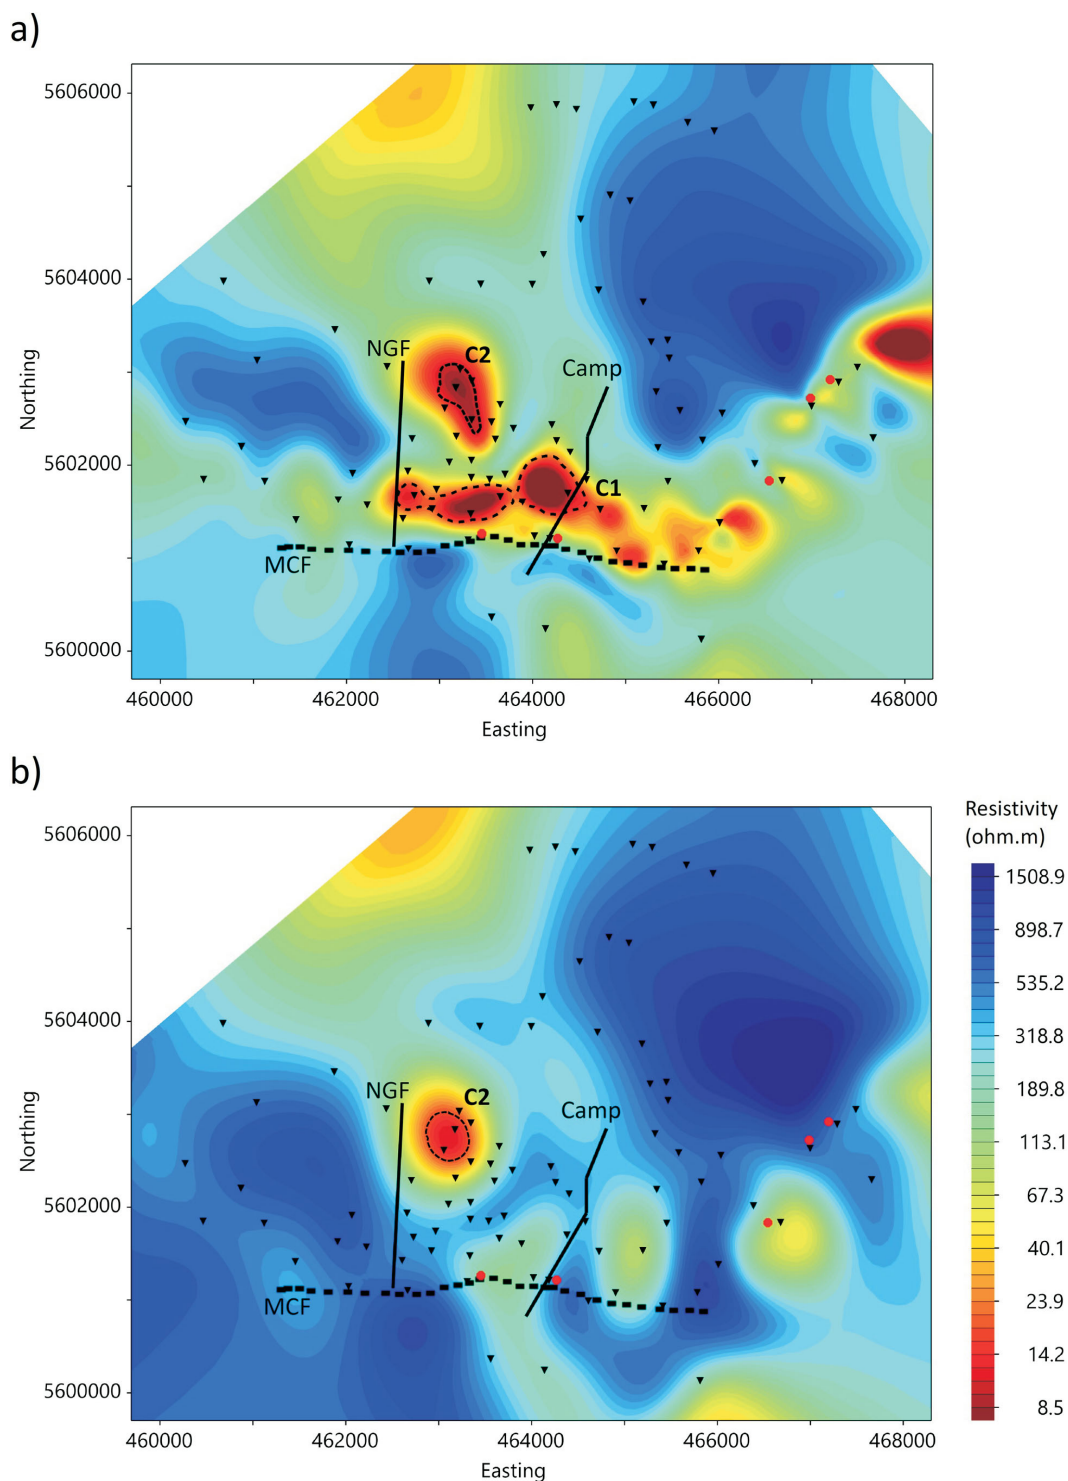 a)
5606000
5604000
5602000
5600000
Northing
NGF
C2
Camp
C1
MCF
460000 462000 464000 466000 468000
Easting
b)
5606000
5604000
5602000
5600000
Northing
NGF
C2
Camp
MCF
460000 462000 464000 466000 468000
Easting
Resistivity
(ohm.m)
1508.9
898.7
535.2
318.8
189.8
113.1
67.3
40.1
23.9
14.2
8.5